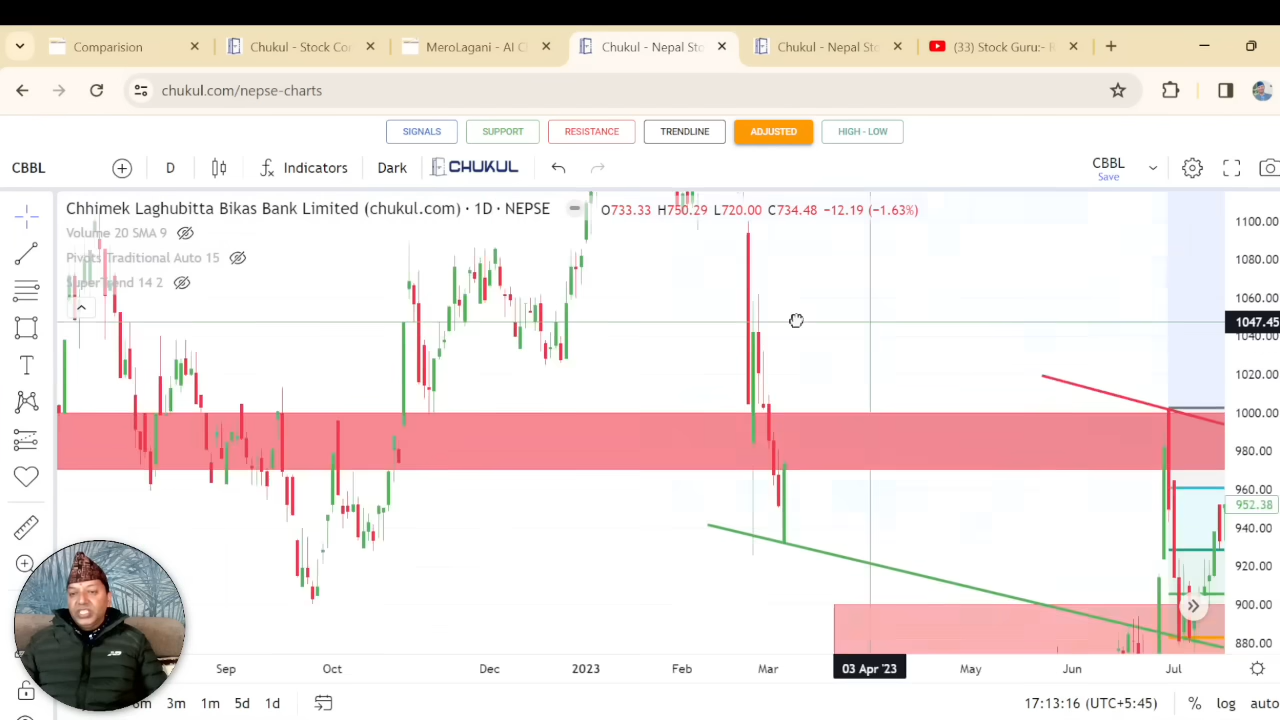 Comparision
Chukul - Stock Co
MeroLagani - AI C
Chukul - Nepal Sto
Chukul - Nepal Sto
(33) Stock Guru:- R
chukul.com/nepse-charts
SIGNALS
SUPPORT
RESISTANCE
TRENDLINE
ADJUSTED
HIGH - LOW
CBBL
D
Indicators
Dark
CHUKUL
CBBL
Save
Chhimek Laghubitta Bikas Bank Limited (chukul.com) · 1D · NEPSE
O733.33 H750.29 L720.00 C734.48 −12.19 (−1.63%)
Volume 20 SMA 9
Pivots Traditional Auto 15
SuperTrend 14 2
1100.00
1080.00
1060.00
1047.45
1040.00
1020.00
1000.00
980.00
960.00
952.38
940.00
920.00
900.00
880.00
T
Sep
Oct
Dec
2023
Feb
Mar
03 Apr '23
May
Jun
Jul
6m
3m
1m
5d
1d
17:13:16 (UTC+5:45)
%
log
auto